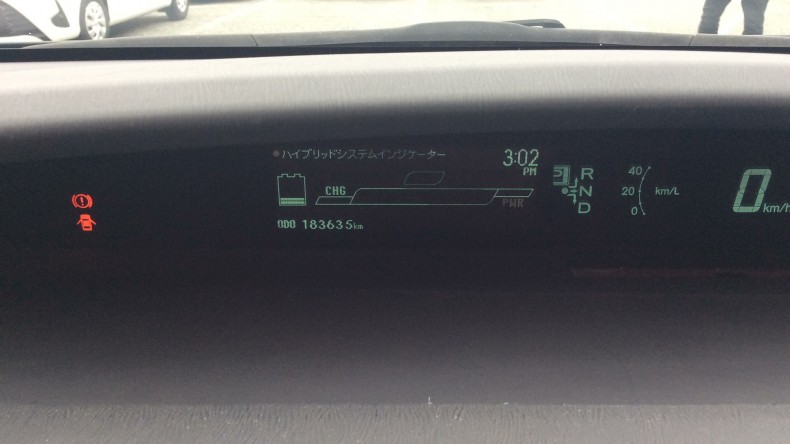 ハイブリッドシステムインジケーター
3:02
PM
CHG
PWR
ODO 183635km
R
N
D
40
20
0
km/L
0 km/h